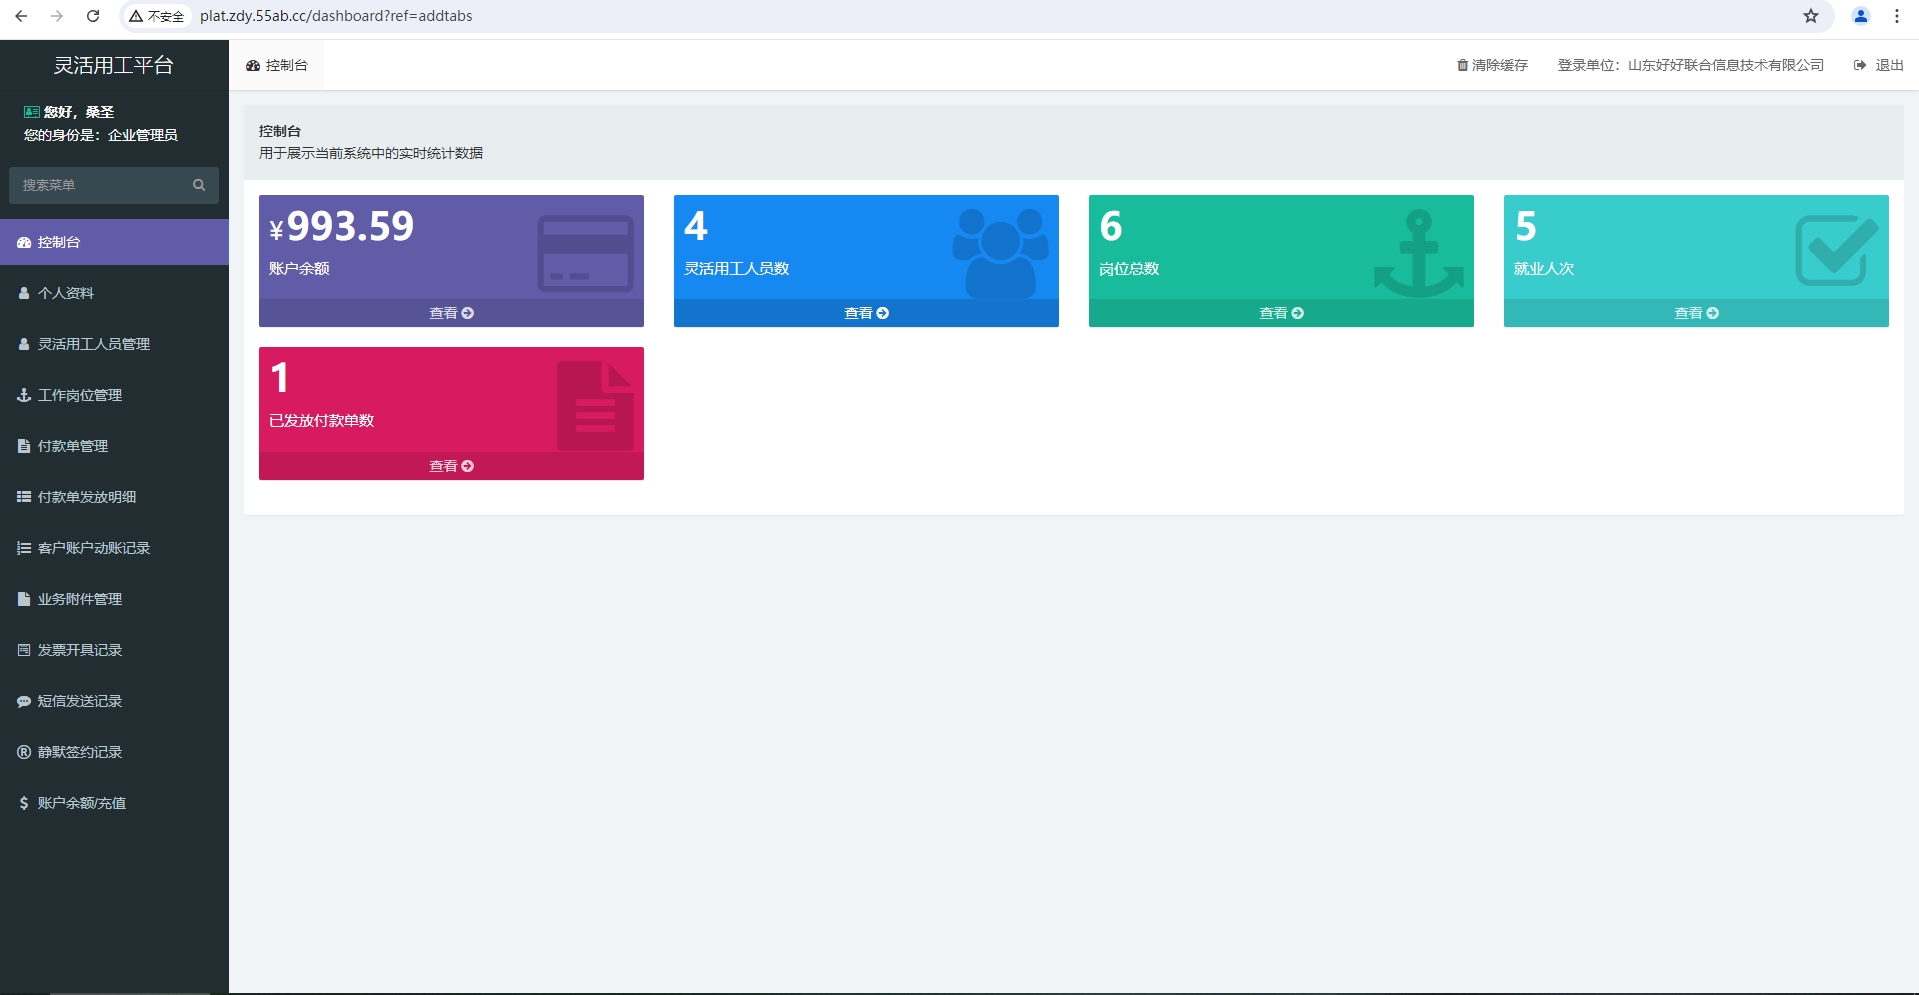 不安全
plat.zdy.55ab.cc/dashboard?ref=addtabs
灵活用工平台
您好，桑圣
您的身份是：企业管理员
搜索菜单
控制台
个人资料
灵活用工人员管理
工作岗位管理
付款单管理
付款单发放明细
客户账户动账记录
业务附件管理
发票开具记录
短信发送记录
静默签约记录
账户余额/充值
控制台
清除缓存
登录单位：山东好好联合信息技术有限公司
退出
控制台
用于展示当前系统中的实时统计数据
¥993.59
账户余额
查看
4
灵活用工人员数
查看
6
岗位总数
查看
5
就业人次
查看
1
已发放付款单数
查看